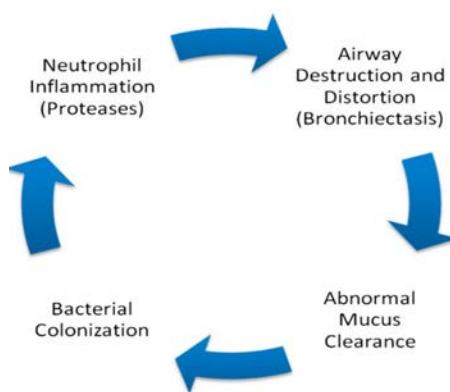 Neutrophil
Inflammation
(Proteases)
Airway
Destruction and
Distortion
(Bronchiectasis)
Abnormal
Mucus
Clearance
Bacterial
Colonization